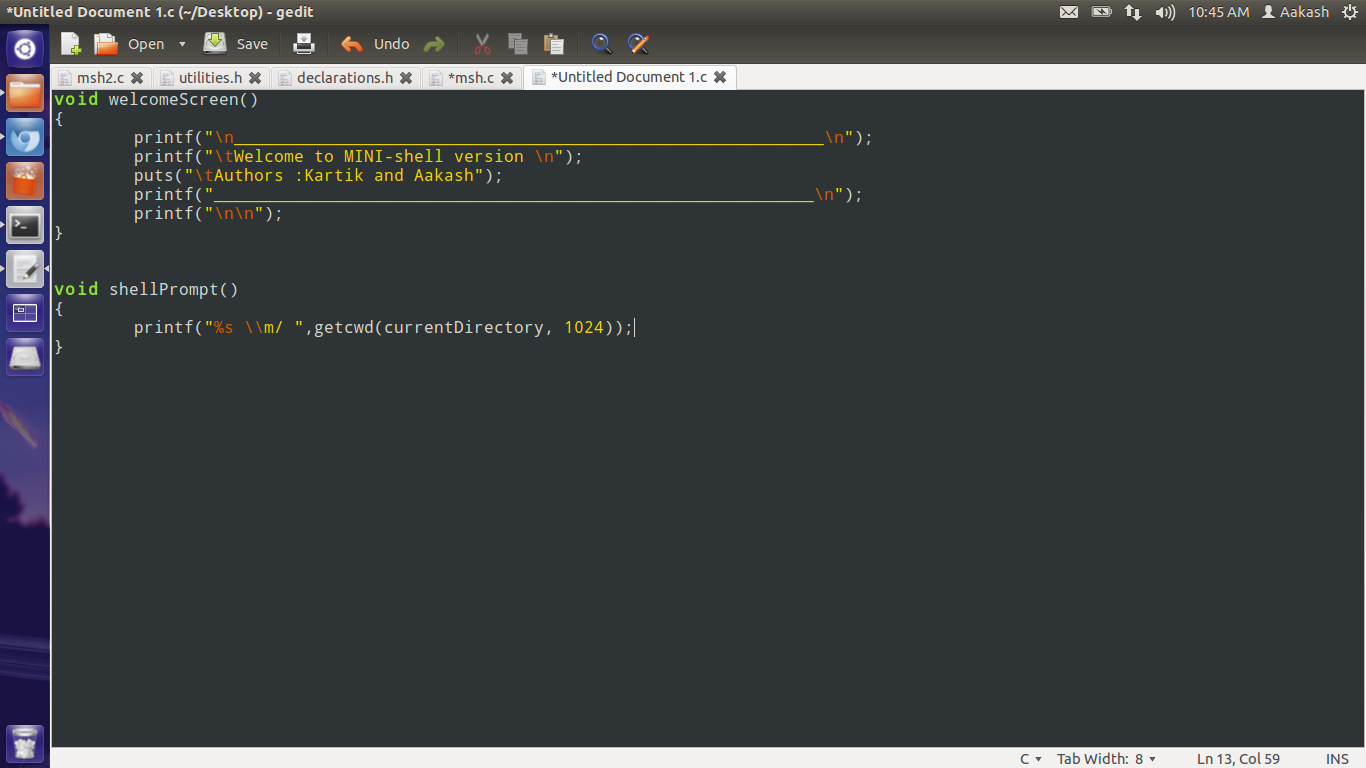 *Untitled Document 1.c (~/Desktop) - gedit
10:45 AM Aakash
Open Save Undo
msh2.c utilities.h declarations.h *msh.c *Untitled Document 1.c
void welcomeScreen()
{
        printf("\n___________________________________________________________\n");
        printf("\tWelcome to MINI-shell version \n");
        puts("\tAuthors :Kartik and Aakash");
        printf("____________________________________________________________\n");
        printf("\n\n");
}
void shellPrompt()
{
        printf("%s \\m/ ",getcwd(currentDirectory, 1024));
}
C Tab Width: 8 Ln 13, Col 59 INS